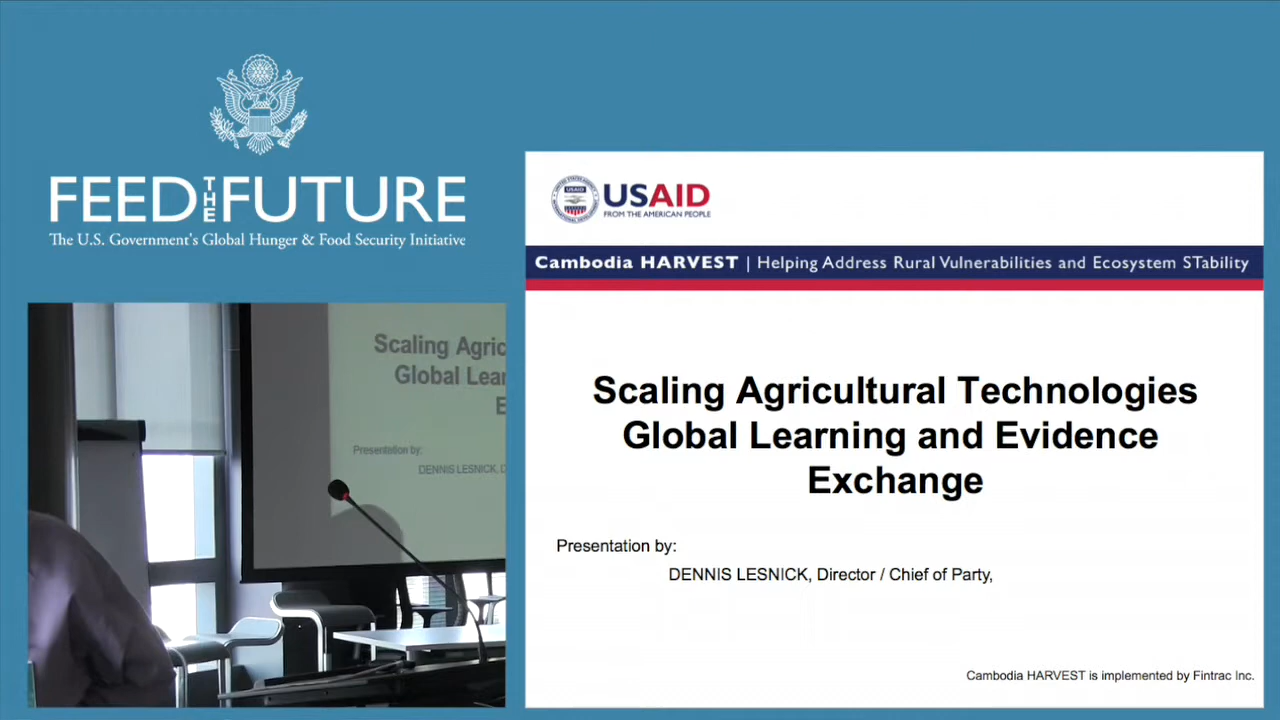 FEED THE FUTURE
The U.S. Government's Global Hunger & Food Security Initiative
USAID
USAID
FROM THE AMERICAN PEOPLE
Cambodia HARVEST | Helping Address Rural Vulnerabilities and Ecosystem STability
Scaling Agricultural Technologies
Global Learning and Evidence
Exchange
Presentation by:
DENNIS LESNICK, Director / Chief of Party,
Cambodia HARVEST is implemented by Fintrac Inc.
Scaling Agric
Global Lear
E
Presentation by:
DENNIS LESNICK, D